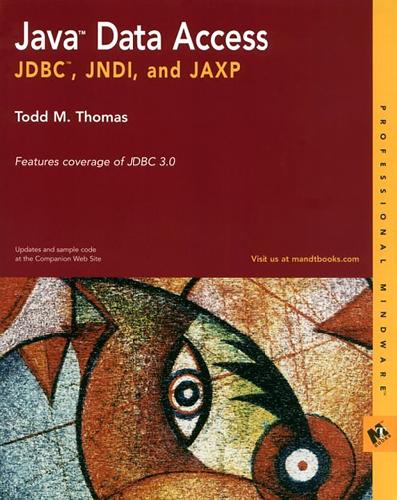 Java™ Data Access
JDBC™, JNDI, and JAXP
Todd M. Thomas
Features coverage of JDBC 3.0
Updates and sample code
at the Companion Web Site
Visit us at mandtbooks.com
PROFESSIONAL MINDWARE™
M&T
BOOKS